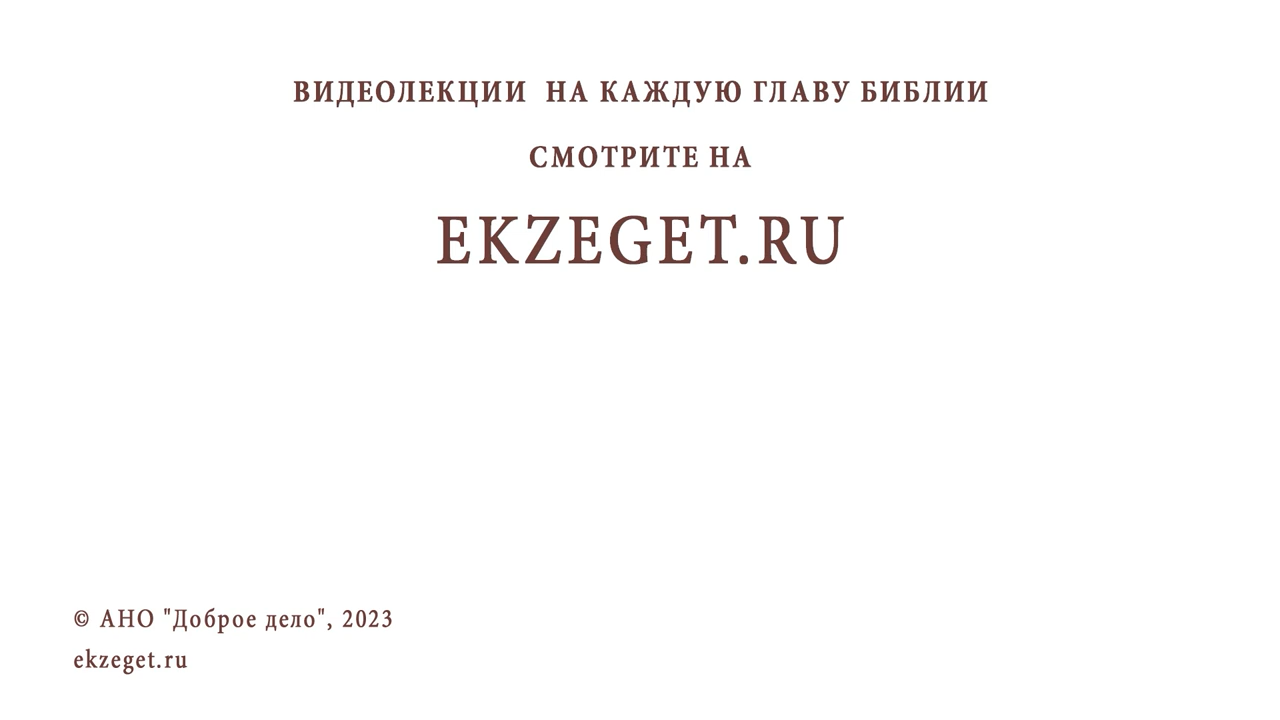 ВИДЕОЛЕКЦИИ НА КАЖДУЮ ГЛАВУ БИБЛИИ
СМОТРИТЕ НА
EKZEGET.RU
© АНО "Доброе дело", 2023
ekzeget.ru